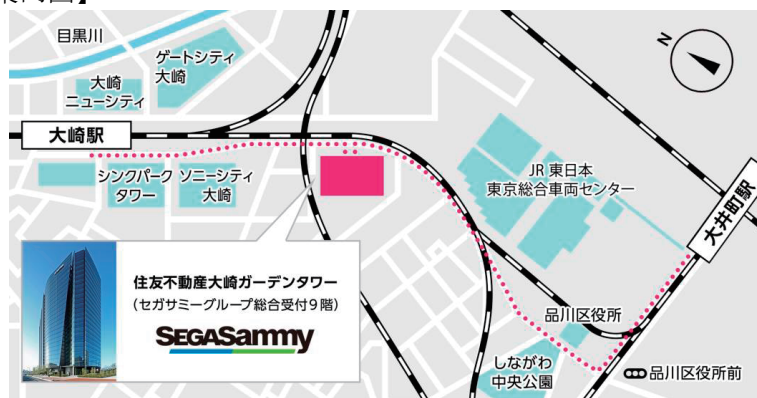 案内図】
目黒川
ゲートシティ
大崎
大崎
ニューシティ
N
大崎駅
シンクパーク
タワー
ソニーシティ
大崎
JR 東日本
東京総合車両センター
大井町駅
住友不動産大崎ガーデンタワー
(セガサミーグループ総合受付9階)
SEGASammy
品川区役所
しながわ
中央公園
品川区役所前